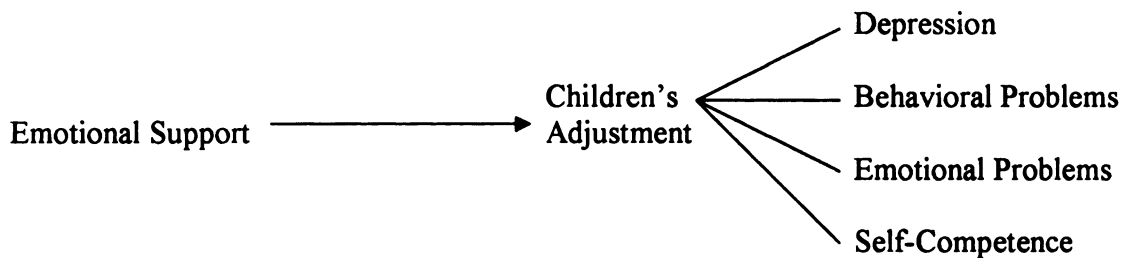 Depression
Children's
Behavioral Problems
Emotional Support
Adjustment
Emotional Problems
Self-Competence